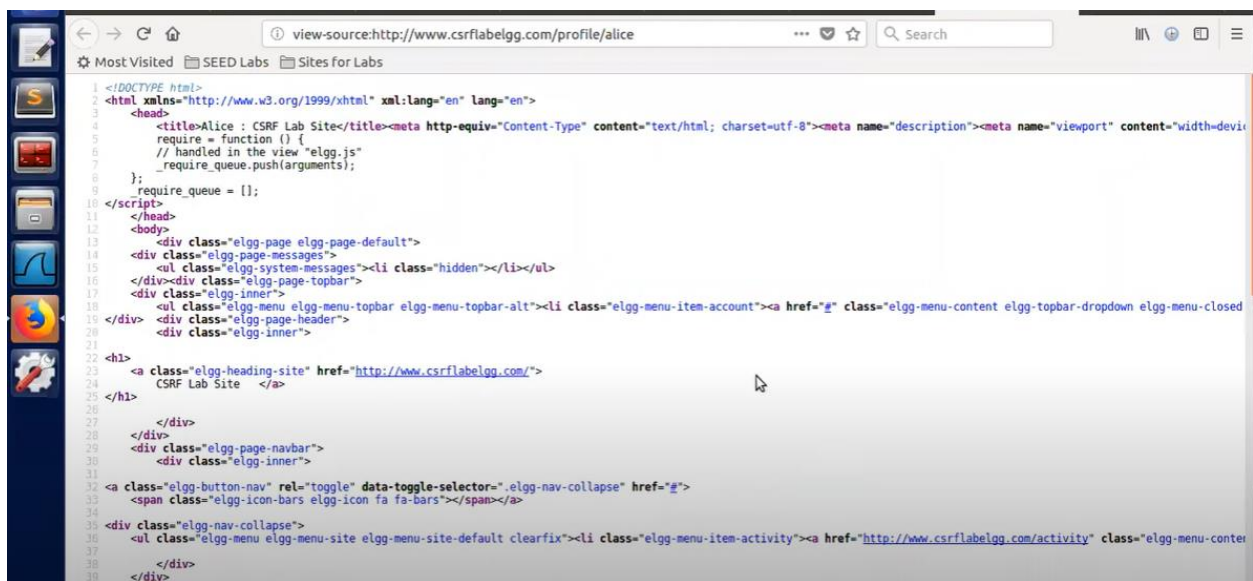 view-source:http://www.csrflabelgg.com/profile/alice
Search
Most Visited SEED Labs Sites for Labs
1 <!DOCTYPE html>
2 <html xmlns="http://www.w3.org/1999/xhtml" xml:lang="en" lang="en">
3 <head>
4 <title>Alice : CSRF Lab Site</title><meta http-equiv="Content-Type" content="text/html; charset=utf-8"><meta name="description"><meta name="viewport" content="width=devic
5 require = function () {
6 // handled in the view "elgg.js"
7 _require_queue.push(arguments);
8 };
9 _require_queue = [];
10 </script>
11 </head>
12 <body>
13 <div class="elgg-page elgg-page-default">
14 <div class="elgg-page-messages">
15 <ul class="elgg-system-messages"><li class="hidden"></li></ul>
16 </div><div class="elgg-page-topbar">
17 <div class="elgg-inner">
18 <ul class="elgg-menu elgg-menu-topbar elgg-menu-topbar-alt"><li class="elgg-menu-item-account"><a href="#" class="elgg-menu-content elgg-topbar-dropdown elgg-menu-closed
19 </div> <div class="elgg-page-header">
20 <div class="elgg-inner">
21
22 <h1>
23 <a class="elgg-heading-site" href="http://www.csrflabelgg.com/">
24 CSRF Lab Site </a>
25 </h1>
26
27 </div>
28 </div>
29 <div class="elgg-page-navbar">
30 <div class="elgg-inner">
31
32 <a class="elgg-button-nav" rel="toggle" data-toggle-selector=".elgg-nav-collapse" href="#">
33 <span class="elgg-icon-bars elgg-icon fa fa-bars"></span></a>
34
35 <div class="elgg-nav-collapse">
36 <ul class="elgg-menu elgg-menu-site elgg-menu-site-default clearfix"><li class="elgg-menu-item-activity"><a href="http://www.csrflabelgg.com/activity" class="elgg-menu-conten
37
38 </div>
39 </div>